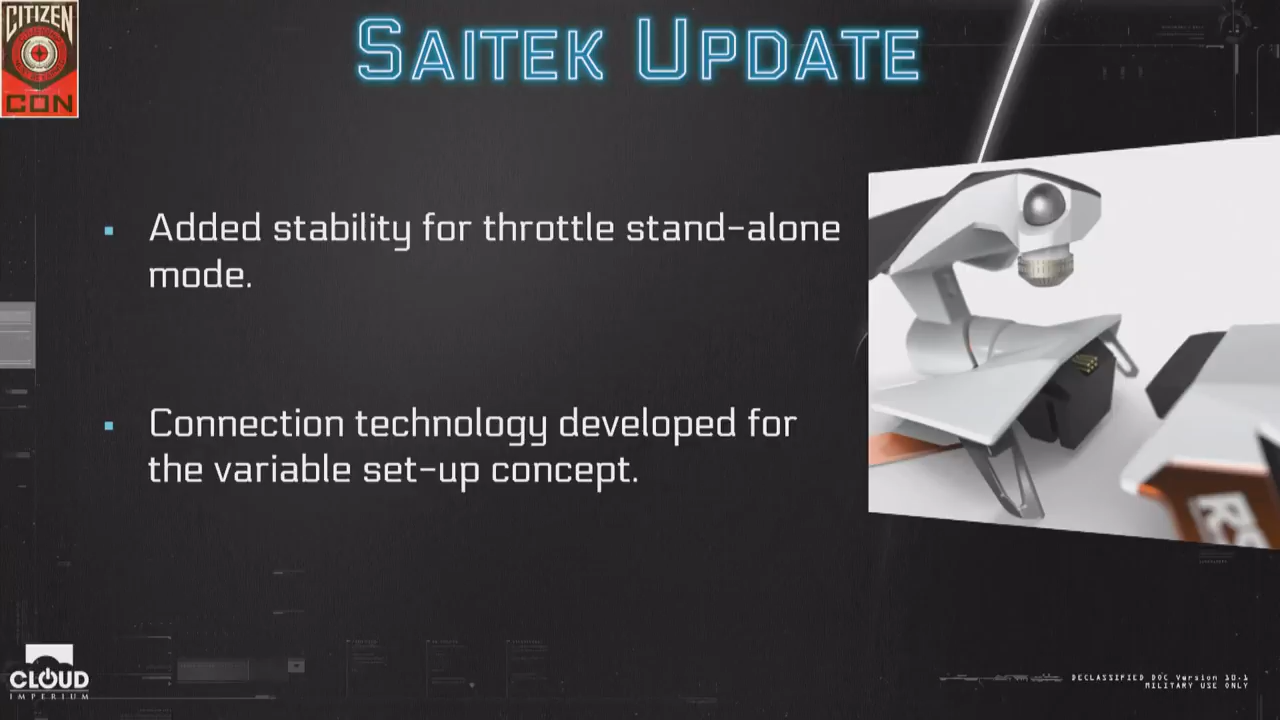 CITIZEN
CON
SAITEK UPDATE
▪ Added stability for throttle stand-alone
mode.
▪ Connection technology developed for
the variable set-up concept.
CLOUD
IMPERIUM
DECLASSIFIED DOC Version 10.1
MILITARY USE ONLY